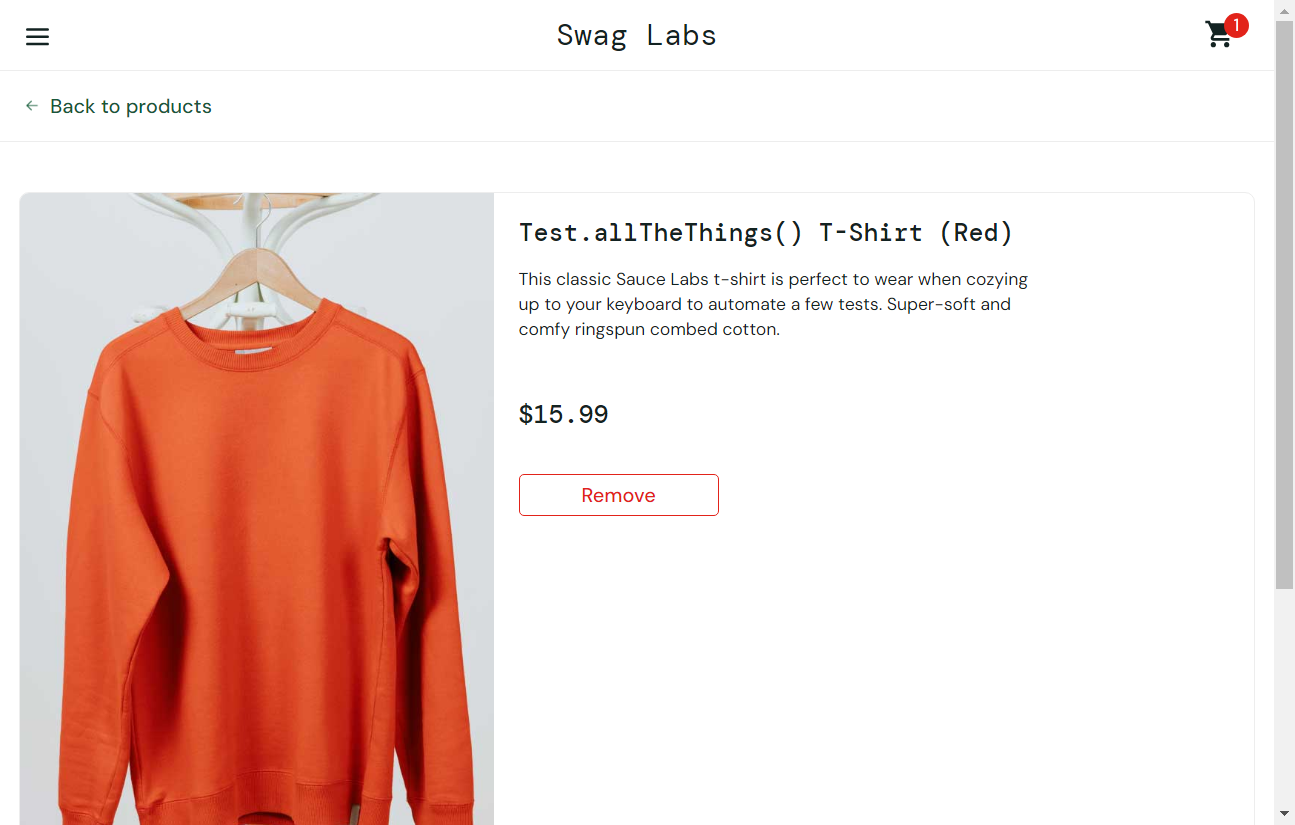 Swag Labs
1
Back to products
Test.allTheThings() T-Shirt (Red)
This classic Sauce Labs t-shirt is perfect to wear when cozying
up to your keyboard to automate a few tests. Super-soft and
comfy ringspun combed cotton.
$15.99
Remove